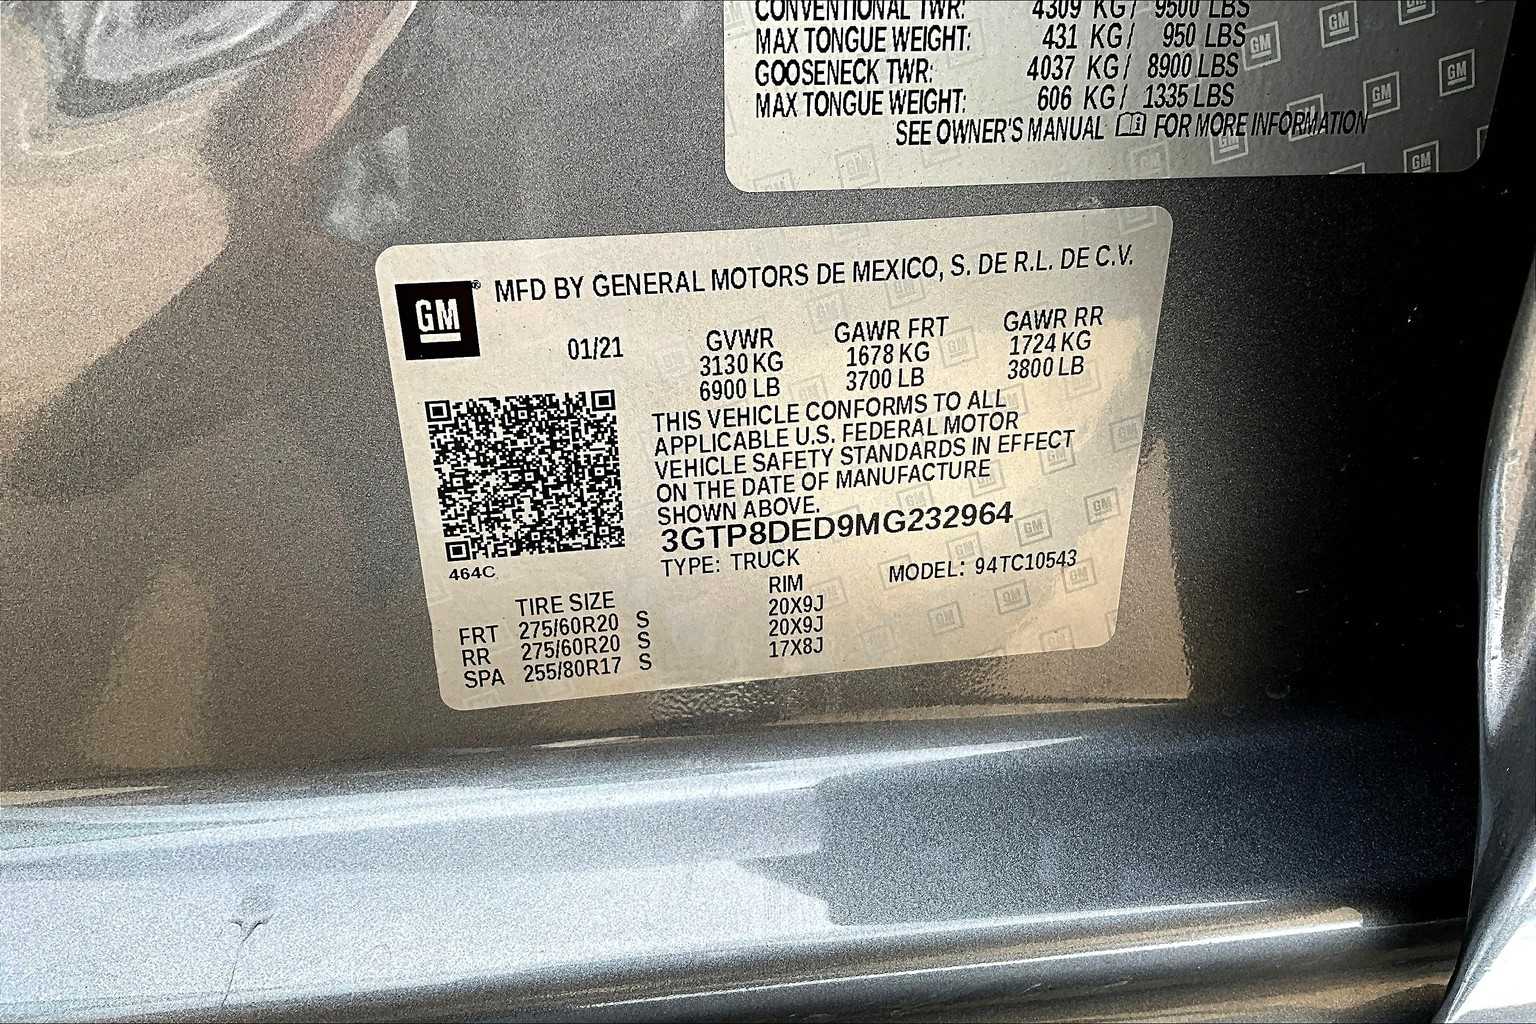 CONVENTIONAL TWR: 4309 KG/ 9500 LBS
MAX TONGUE WEIGHT: 431 KG/ 950 LBS
GOOSENECK TWR: 4037 KG/ 8900 LBS
MAX TONGUE WEIGHT: 606 KG/ 1335 LBS
SEE OWNER'S MANUAL FOR MORE INFORMATION
GM® MFD BY GENERAL MOTORS DE MEXICO, S. DE R.L. DE C.V.
01/21 GVWR GAWR FRT GAWR RR
3130 KG 1678 KG 1724 KG
6900 LB 3700 LB 3800 LB
THIS VEHICLE CONFORMS TO ALL
APPLICABLE U.S. FEDERAL MOTOR
VEHICLE SAFETY STANDARDS IN EFFECT
ON THE DATE OF MANUFACTURE
SHOWN ABOVE.
3GTP8DED9MG232964
464C TYPE: TRUCK MODEL: 94TC10543
TIRE SIZE RIM
FRT 275/60R20 S 20X9J
RR 275/60R20 S 20X9J
SPA 255/80R17 S 17X8J